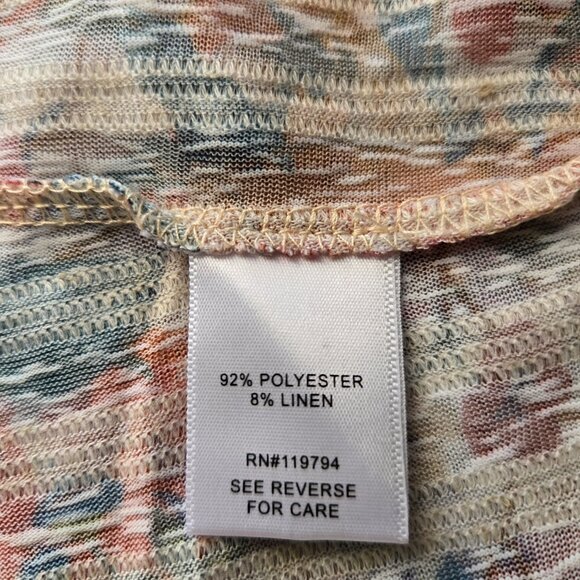 92% POLYESTER
8% LINEN
RN#119794
SEE REVERSE
FOR CARE